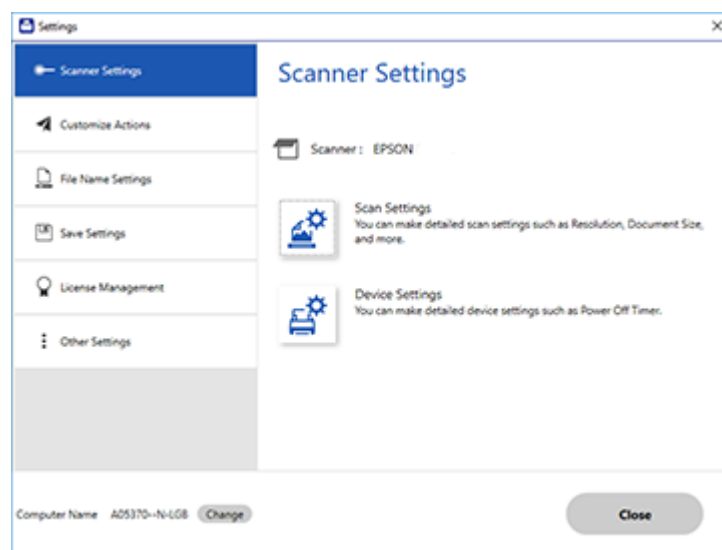 Settings
Scanner Settings
Customize Actions
File Name Settings
Save Settings
License Management
Other Settings
Scanner Settings
Scanner : EPSON
Scan Settings
You can make detailed scan settings such as Resolution, Document Size,
and more.
Device Settings
You can make detailed device settings such as Power Off Timer.
Computer Name A05370--N-LGB Change
Close